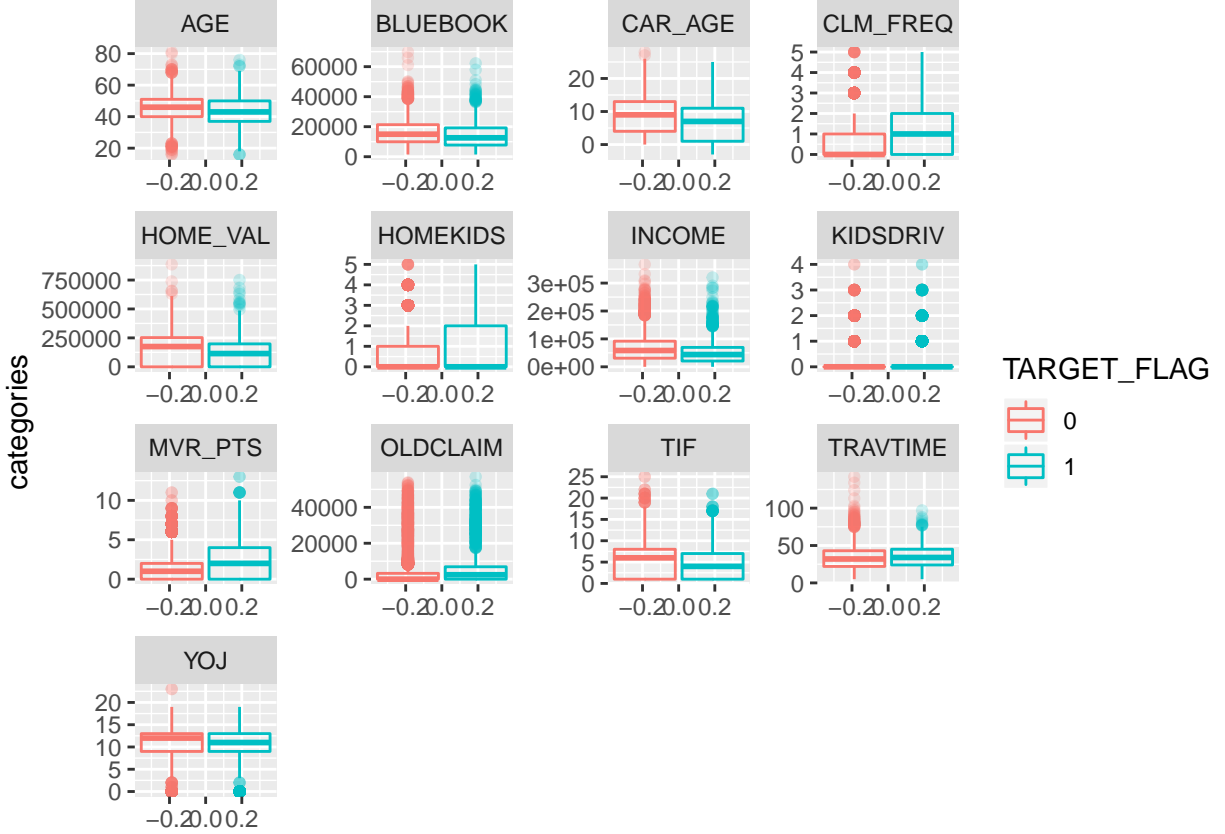 AGE BLUEBOOK CAR_AGE CLM_FREQ
80 60 40 20
60000 40000 20000 0
20 10 0
5 4 3 2 1 0
−0.2 0.0 0.2 −0.2 0.0 0.2 −0.2 0.0 0.2 −0.2 0.0 0.2
HOME_VAL HOMEKIDS INCOME KIDSDRIV
750000 500000 250000 0
5 4 3 2 1 0
3e+05 2e+05 1e+05 0e+00
4 3 2 1 0
−0.2 0.0 0.2 −0.2 0.0 0.2 −0.2 0.0 0.2 −0.2 0.0 0.2
MVR_PTS OLDCLAIM TIF TRAVTIME
10 5 0
40000 20000 0
25 20 15 10 5 0
100 50 0
−0.2 0.0 0.2 −0.2 0.0 0.2 −0.2 0.0 0.2 −0.2 0.0 0.2
YOJ
20 15 10 5 0
−0.2 0.0 0.2
categories
TARGET_FLAG
0
1